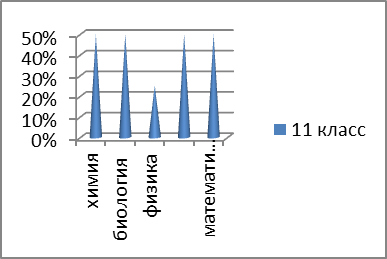 50%
40%
30%
20%
10%
0%
химия
биология
физика
математи...
11 класс